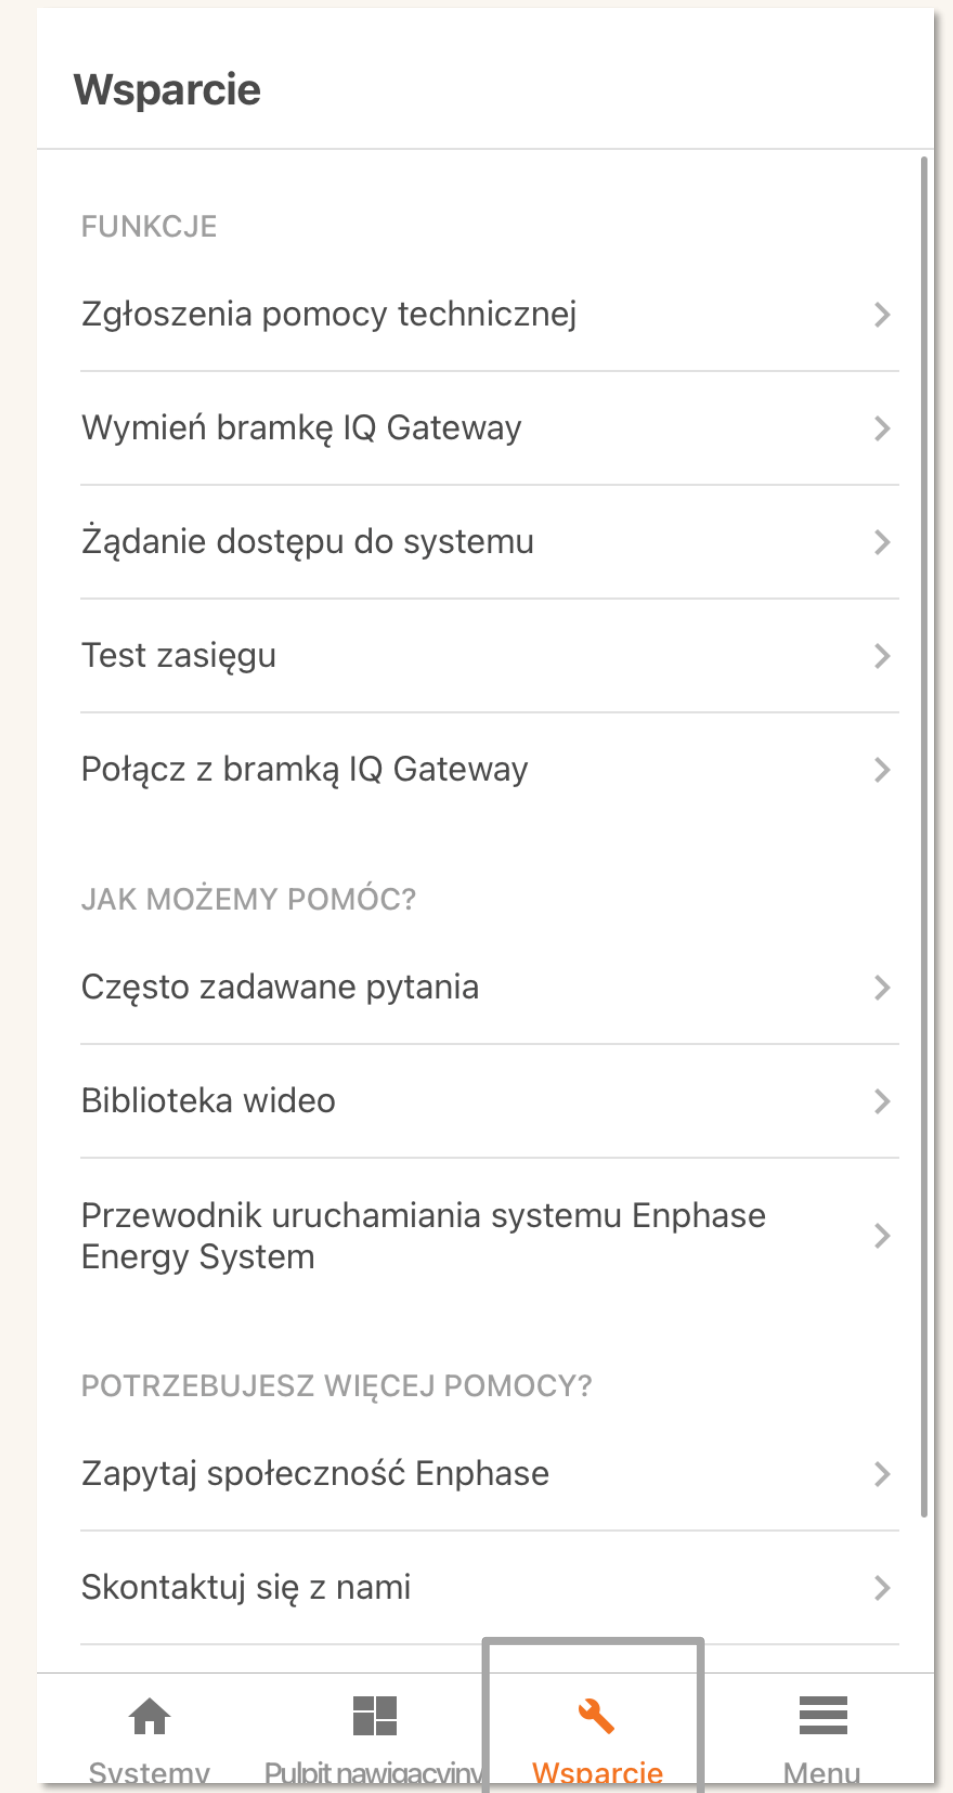 Wsparcie
FUNKCJE
Zgłoszenia pomocy technicznej
Wymień bramkę IQ Gateway
Żądanie dostępu do systemu
Test zasięgu
Połącz z bramką IQ Gateway
JAK MOŻEMY POMÓC?
Często zadawane pytania
Biblioteka wideo
Przewodnik uruchamiania systemu Enphase
Energy System
POTRZEBUJESZ WIĘCEJ POMOCY?
Zapytaj społeczność Enphase
Skontaktuj się z nami
Systemy Pulpit nawigacyjny Wsparcie Menu